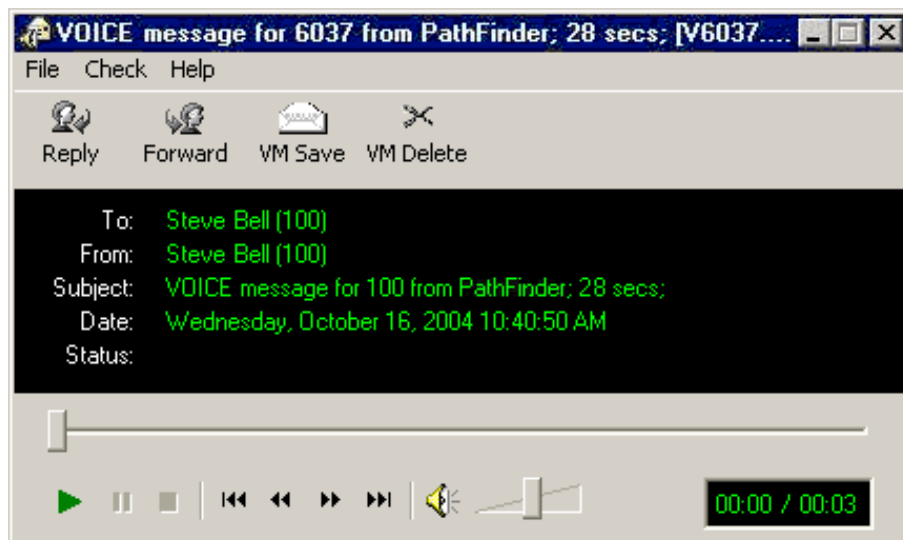 VOICE message for 6037 from PathFinder; 28 secs; [V6037....
File Check Help
Reply Forward VM Save VM Delete
To: Steve Bell (100)
From: Steve Bell (100)
Subject: VOICE message for 100 from PathFinder; 28 secs;
Date: Wednesday, October 16, 2004 10:40:50 AM
Status:
00:00 / 00:03